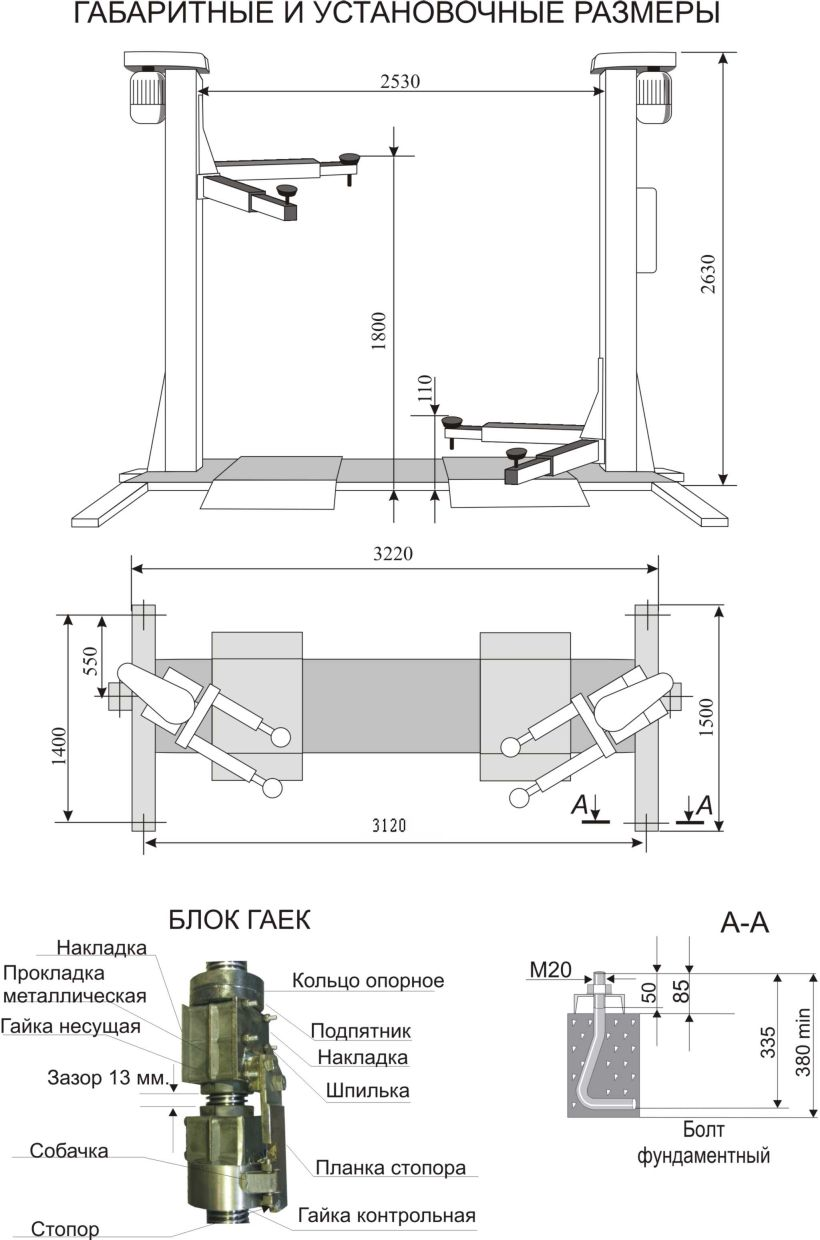 ГАБАРИТНЫЕ И УСТАНОВОЧНЫЕ РАЗМЕРЫ
2530
2630
1800
110
3220
550
1400
1500
А
А
3120
БЛОК ГАЕК
Накладка
Прокладка
металлическая
Гайка несущая
Зазор 13 мм.
Собачка
Стопор
Кольцо опорное
Подпятник
Накладка
Шпилька
Планка стопора
Гайка контрольная
А-А
М20
50
85
335
380 min
Болт
фундаментный